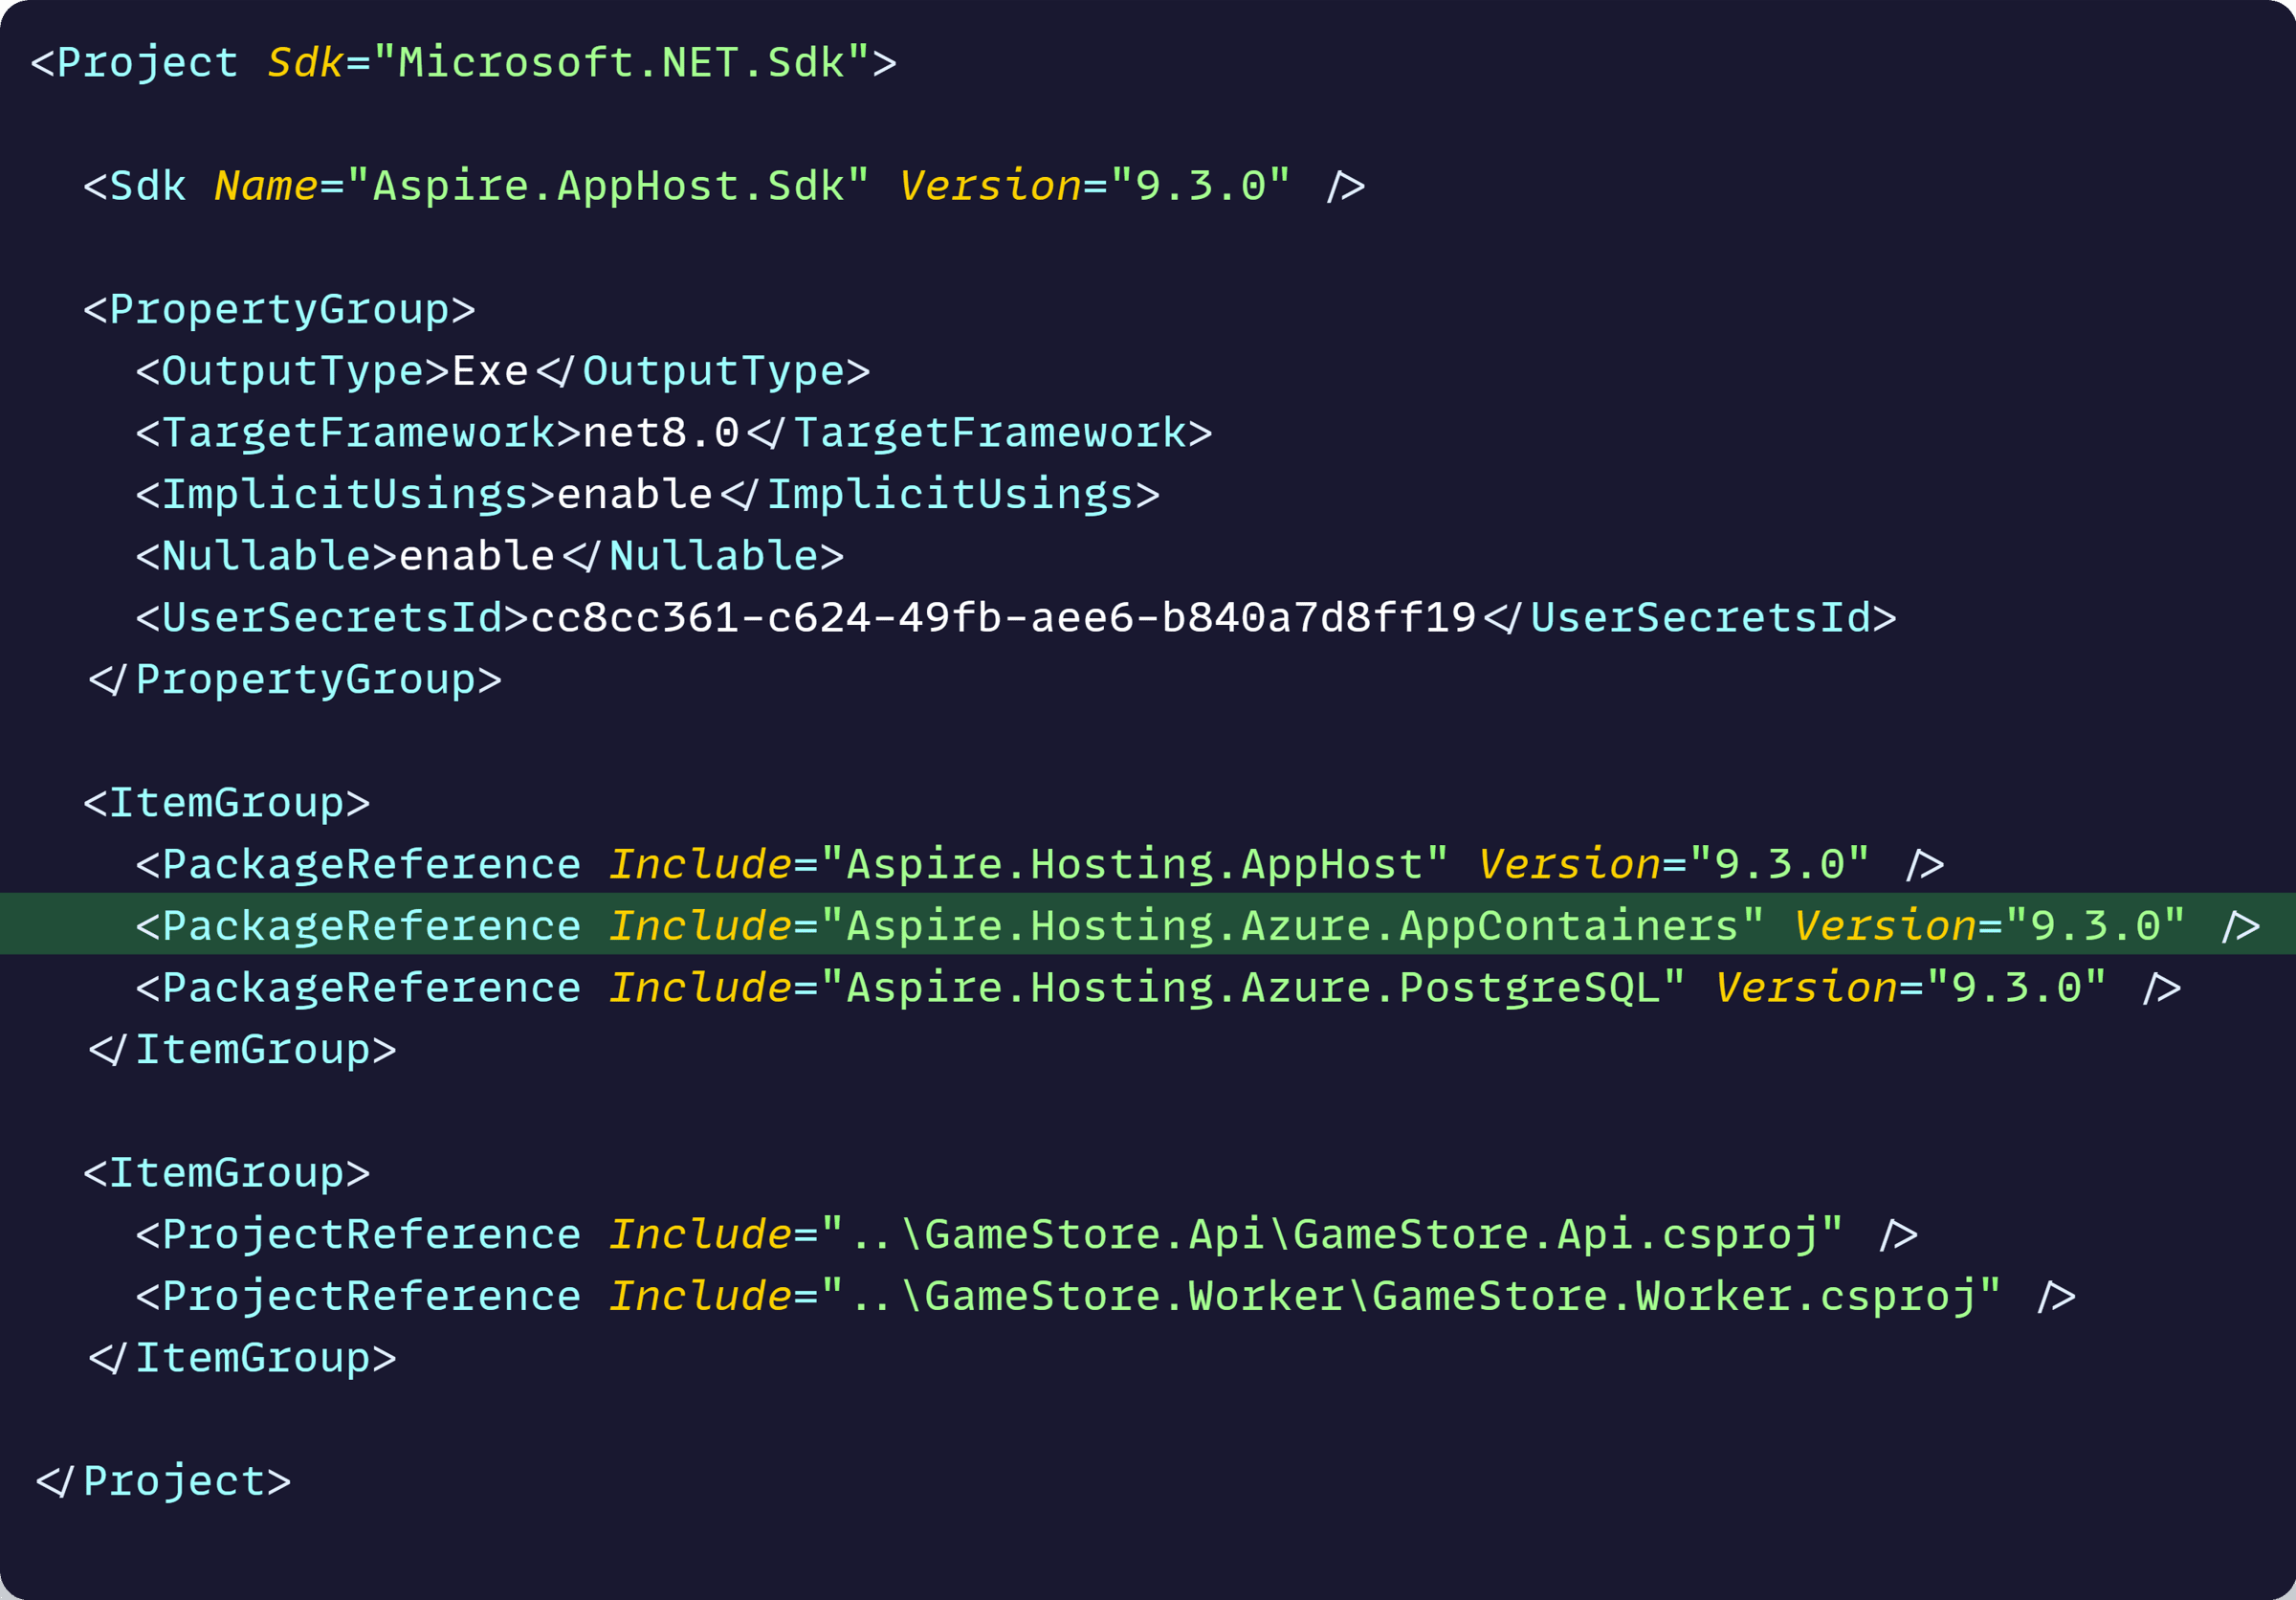 <Project Sdk="Microsoft.NET.Sdk">
<Sdk Name="Aspire.AppHost.Sdk" Version="9.3.0" />
<PropertyGroup>
<OutputType>Exe</OutputType>
<TargetFramework>net8.0</TargetFramework>
<ImplicitUsings>enable</ImplicitUsings>
<Nullable>enable</Nullable>
<UserSecretsId>cc8cc361-c624-49fb-aee6-b840a7d8ff19</UserSecretsId>
</PropertyGroup>
<ItemGroup>
<PackageReference Include="Aspire.Hosting.AppHost" Version="9.3.0" />
<PackageReference Include="Aspire.Hosting.Azure.AppContainers" Version="9.3.0" />
<PackageReference Include="Aspire.Hosting.Azure.PostgreSQL" Version="9.3.0" />
</ItemGroup>
<ItemGroup>
<ProjectReference Include="..\GameStore.Api\GameStore.Api.csproj" />
<ProjectReference Include="..\GameStore.Worker\GameStore.Worker.csproj" />
</ItemGroup>
</Project>